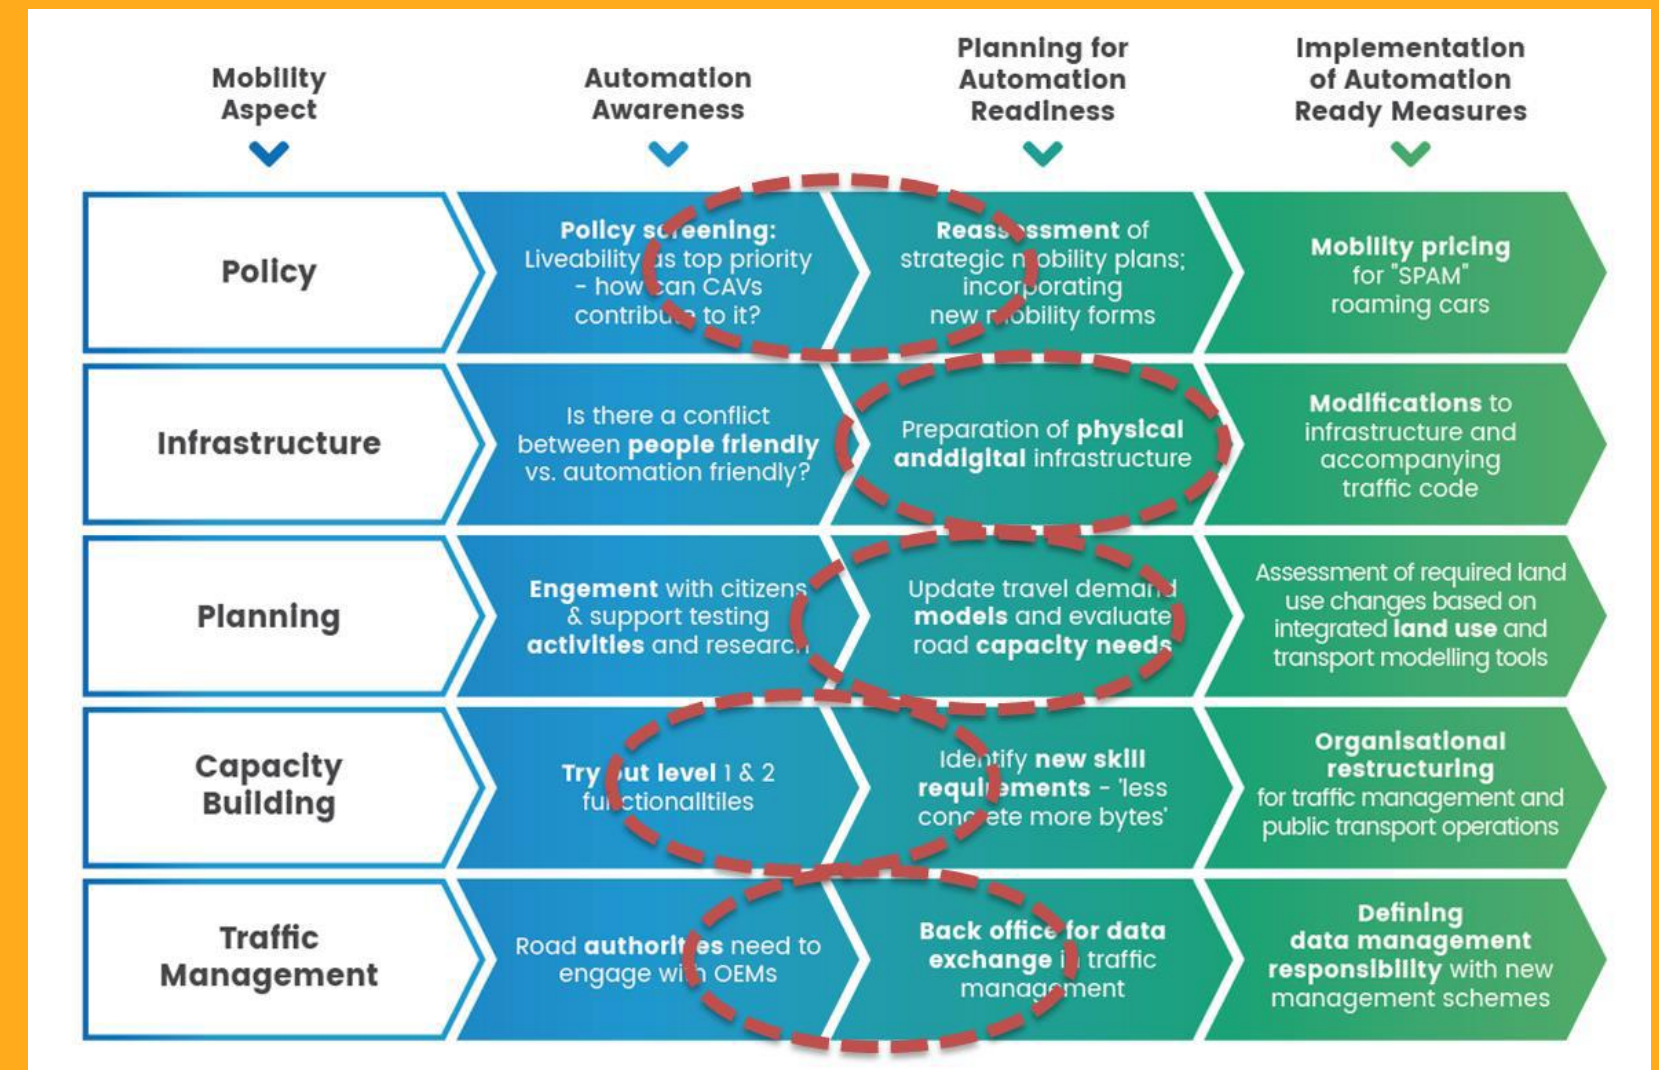 Mobility
Aspect
Automation
Awareness
Planning for
Automation
Readiness
Implementation
of Automation
Ready Measures
Policy
Policy screening:
Liveability as top priority
- how can CAVs
contribute to it?
Reassessment of
strategic mobility plans;
incorporating
new mobility forms
Mobility pricing
for "SPAM"
roaming cars
Infrastructure
Is there a conflict
between people friendly
vs. automation friendly?
Preparation of physical
anddigital infrastructure
Modifications to
infrastructure and
accompanying
traffic code
Planning
Engement with citizens
& support testing
activities and research
Update travel demand
models and evaluate
road capacity needs
Assessment of required land
use changes based on
integrated land use and
transport modelling tools
Capacity
Building
Try out level 1 & 2
functionalltiles
Identify new skill
requirements - 'less
concrete more bytes'
Organisational
restructuring
for traffic management and
public transport operations
Traffic
Management
Road authorities need to
engage with OEMs
Back office for data
exchange in traffic
management
Defining
data management
responsibility with new
management schemes